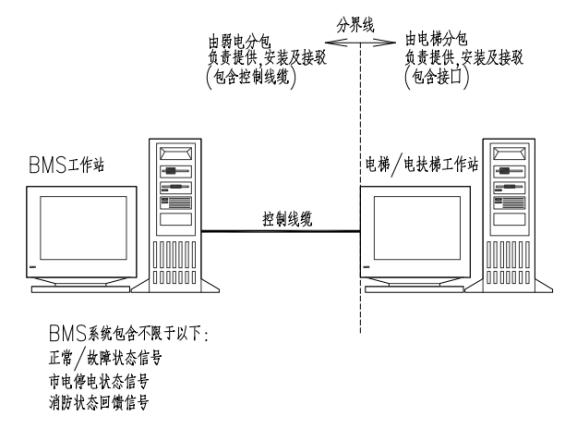 分界线
由弱电分包
负责提供,安装及接驳
(包含控制线缆)
由电梯分包
负责提供,安装及接驳
(包含接口)
BMS工作站
电梯/电扶梯工作站
控制线缆
BMS系统包含不限于以下:
正常/故障状态信号
市电停电状态信号
消防状态回馈信号